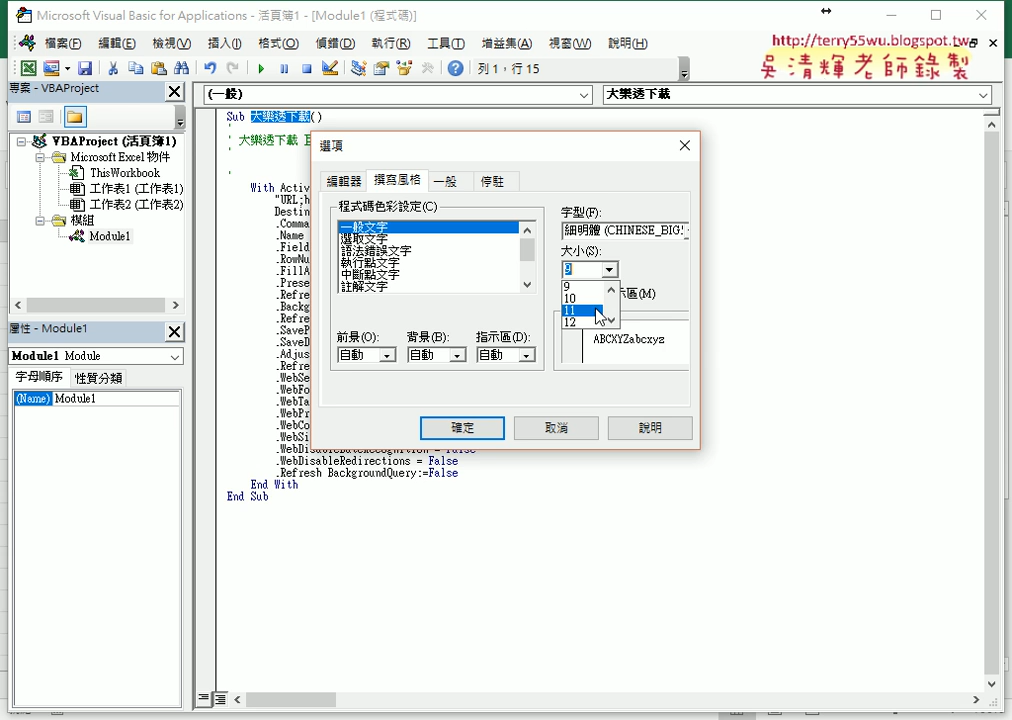 Microsoft Visual Basic for Applications - 活頁簿1 - [Module1 (程式碼)]
檔案(F) 編輯(E) 檢視(V) 插入(I) 格式(O) 偵錯(D) 執行(R) 工具(T) 增益集(A) 視窗(W) 說明(H)
http://terry55wu.blogspot.tw
吳清輝老師錄製
列 1，行 15
專案 - VBAProject
(一般)
大樂透下載
VBAProject (活頁簿1)
Microsoft Excel 物件
ThisWorkbook
工作表1 (工作表1)
工作表2 (工作表2)
模組
Module1
屬性 - Module1
Module1 Module
字母順序 性質分類
(Name) Module1
Sub 大樂透下載()
'
' 大樂透下載
'
'
With Activ
"URL;h
Destin
.Comma
.Name
.Field
.RowNu
.FillA
.Prese
.Refre
.Backg
.Refre
.SaveP
.SaveD
.Adjus
.Refre
.WebSe
.WebFo
.WebTa
.WebPr
.WebCo
.WebSi
.WebDisableDateRecognition = False
.WebDisableRedirections = False
.Refresh BackgroundQuery:=False
End With
End Sub
選項
編輯器 撰寫風格 一般 停駐
程式碼色彩設定(C)
一般文字
選取文字
語法錯誤文字
執行點文字
中斷點文字
註解文字
前景(O): 背景(B): 指示區(D):
自動 自動 自動
字型(F):
細明體 (CHINESE_BIG5
大小(S):
9
9
10
11
12
示區(M)
ABCXYZabcxyz
確定 取消 說明